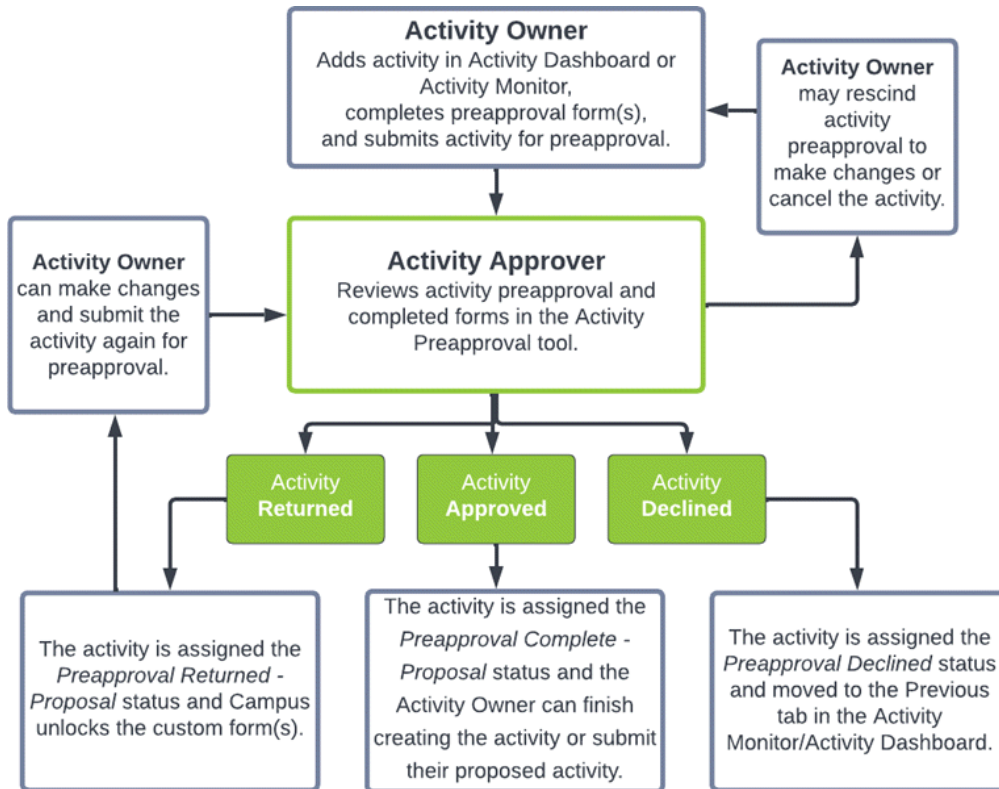 Activity Owner
Adds activity in Activity Dashboard or
Activity Monitor,
completes preapproval form(s),
and submits activity for preapproval.
Activity Owner
may rescind
activity
preapproval to
make changes or
cancel the activity.
Activity Owner
can make changes
and submit the
activity again for
preapproval.
Activity Approver
Reviews activity preapproval and
completed forms in the Activity
Preapproval tool.
Activity
Returned
Activity
Approved
Activity
Declined
The activity is assigned the
Preapproval Returned -
Proposal status and Campus
unlocks the custom form(s).
The activity is assigned the
Preapproval Complete -
Proposal status and the
Activity Owner can finish
creating the activity or submit
their proposed activity.
The activity is assigned the
Preapproval Declined status
and moved to the Previous
tab in the Activity
Monitor/Activity Dashboard.